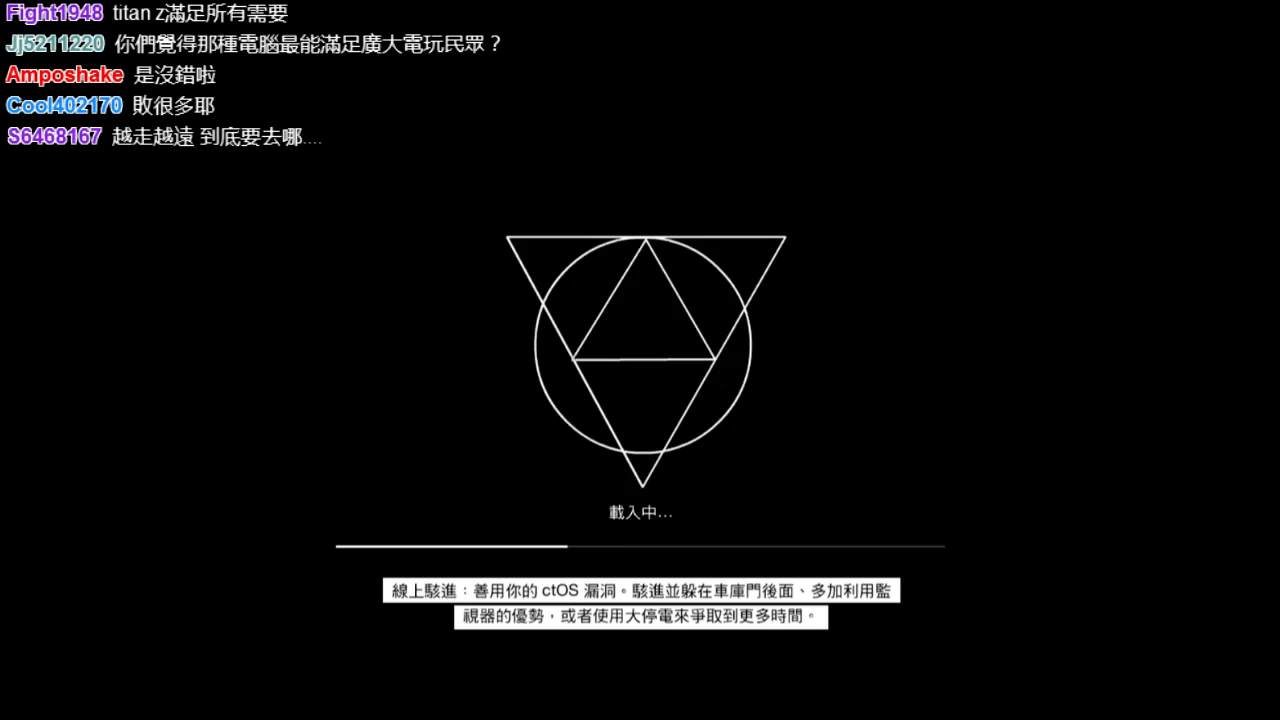 Fight1948 titan z滿足所有需要
Jj5211220 你們覺得那種電腦最能滿足廣大電玩民眾？
Amposhake 是沒錯啦
Cool402170 敗很多耶
S6468167 越走越遠 到底要去哪....
載入中...
線上駭進：善用你的 ctOS 漏洞。駭進並躲在車庫門後面、多加利用監
視器的優勢，或者使用大停電來爭取到更多時間。